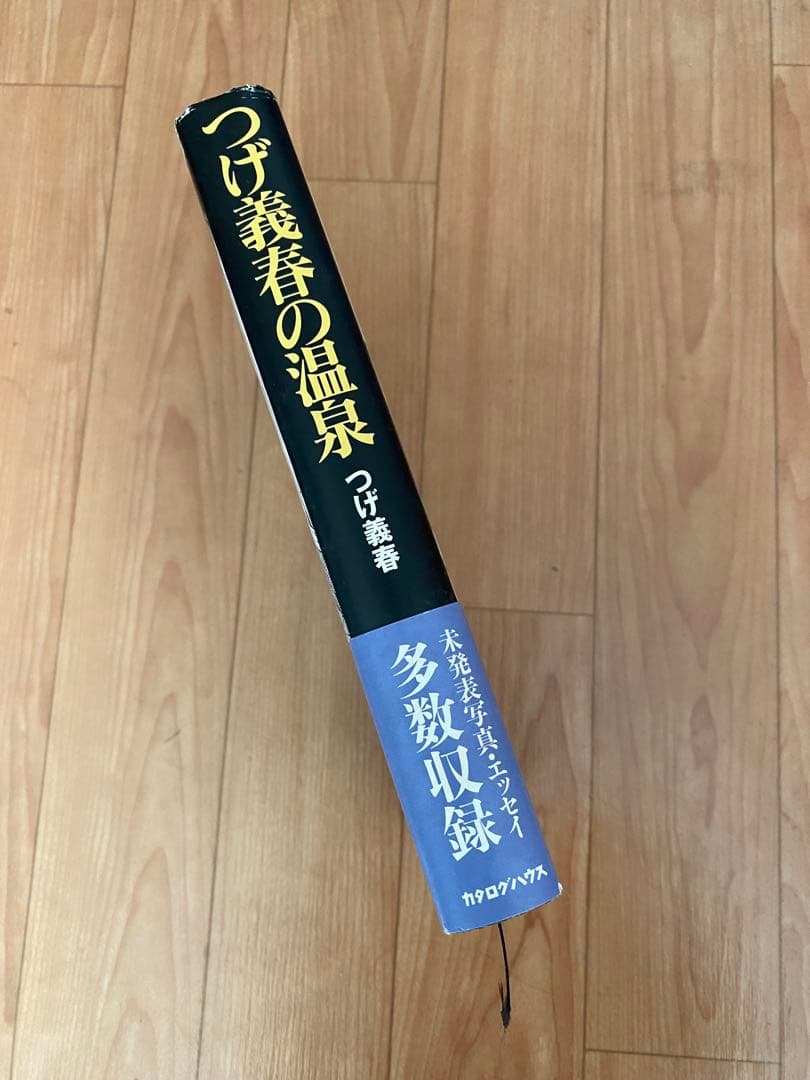 つげ義春の温泉
つげ義春
未発表写真・エッセイ
多数収録
カタログハウス